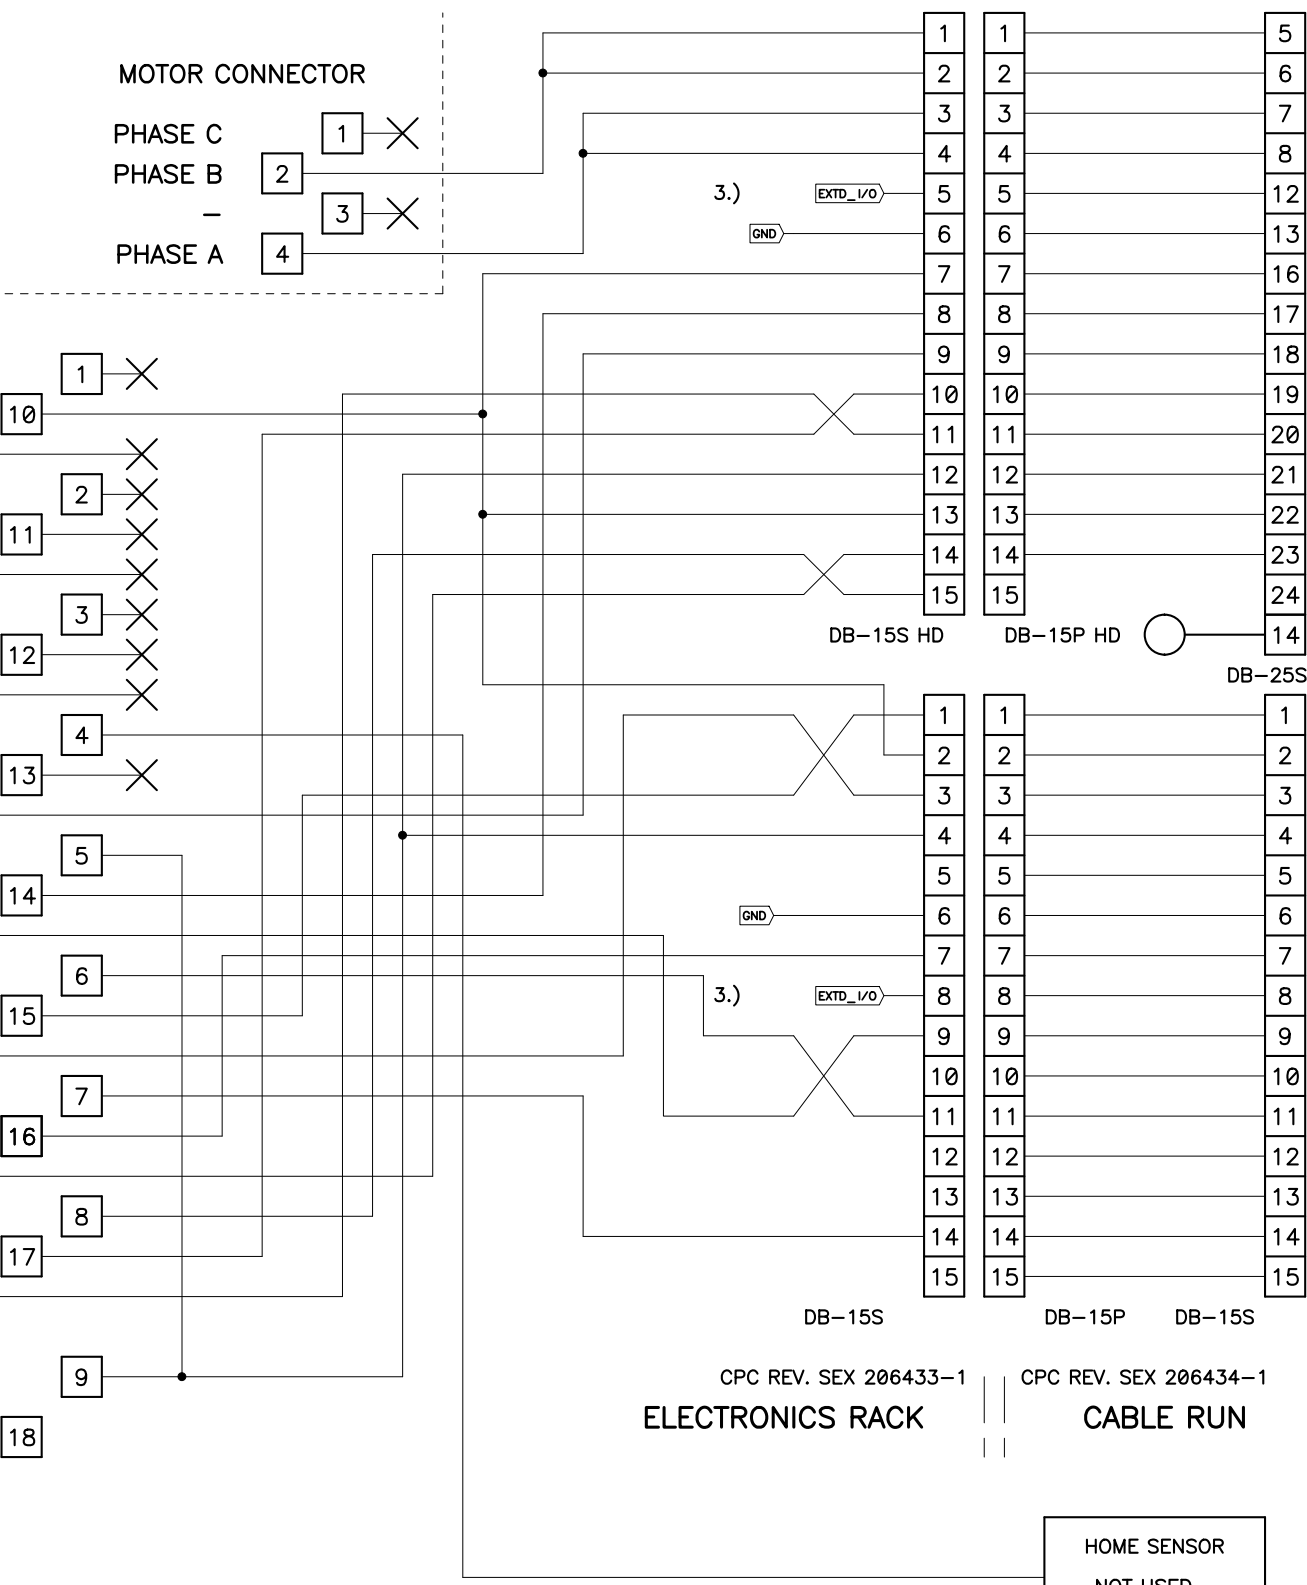 MOTOR CONNECTOR
PHASE C 1
PHASE B 2
– 3
PHASE A 4
1
10
2
11
3
12
4
13
5
14
6
15
7
16
8
17
9
18
1 1 5
2 2 6
3 3 7
4 4 8
3.) EXTD_I/O 5 5 12
GND 6 6 13
7 7 16
8 8 17
9 9 18
10 10 19
11 11 20
12 12 21
13 13 22
14 14 23
15 15 24
DB-15S HD DB-15P HD 14
DB-25S
1 1 1
2 2 2
3 3 3
4 4 4
5 5 5
GND 6 6 6
7 7 7
3.) EXTD_I/O 8 8 8
9 9 9
10 10 10
11 11 11
12 12 12
13 13 13
14 14 14
15 15 15
DB-15S DB-15P DB-15S
CPC REV. SEX 206433-1 CPC REV. SEX 206434-1
ELECTRONICS RACK CABLE RUN
HOME SENSOR
NOT USED